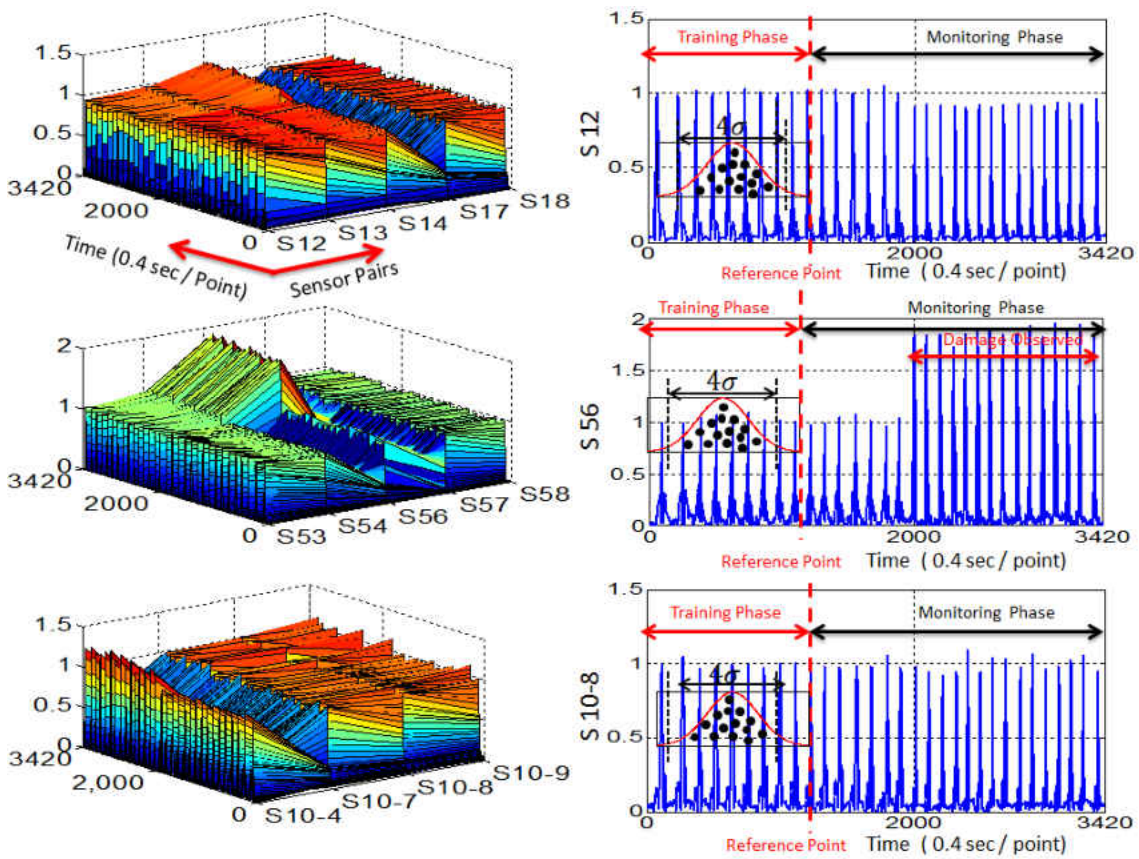 1.5
1
0.5
0
3420
2000
0
S12
S13
S14
S17
S18
Time (0.4 sec / Point)
Sensor Pairs
1.5
Training Phase
Monitoring Phase
1
S 12
4σ
0.5
0
0
2000
3420
Reference Point
Time ( 0.4 sec / point)
2
1
0
3420
2000
0
S53
S54
S56
S57
S58
Training Phase
Monitoring Phase
2
Damage Observed
1.5
4σ
S 56
1
0.5
0
0
2000
3420
Reference Point
Time ( 0.4 sec / point)
1.5
1
0.5
0
3420
2,000
0
S10-4
S10-7
S10-8
S10-9
1.5
Training Phase
Monitoring Phase
1
S 10-8
4σ
0.5
0
0
2000
3420
Reference Point
Time ( 0.4 sec / point)